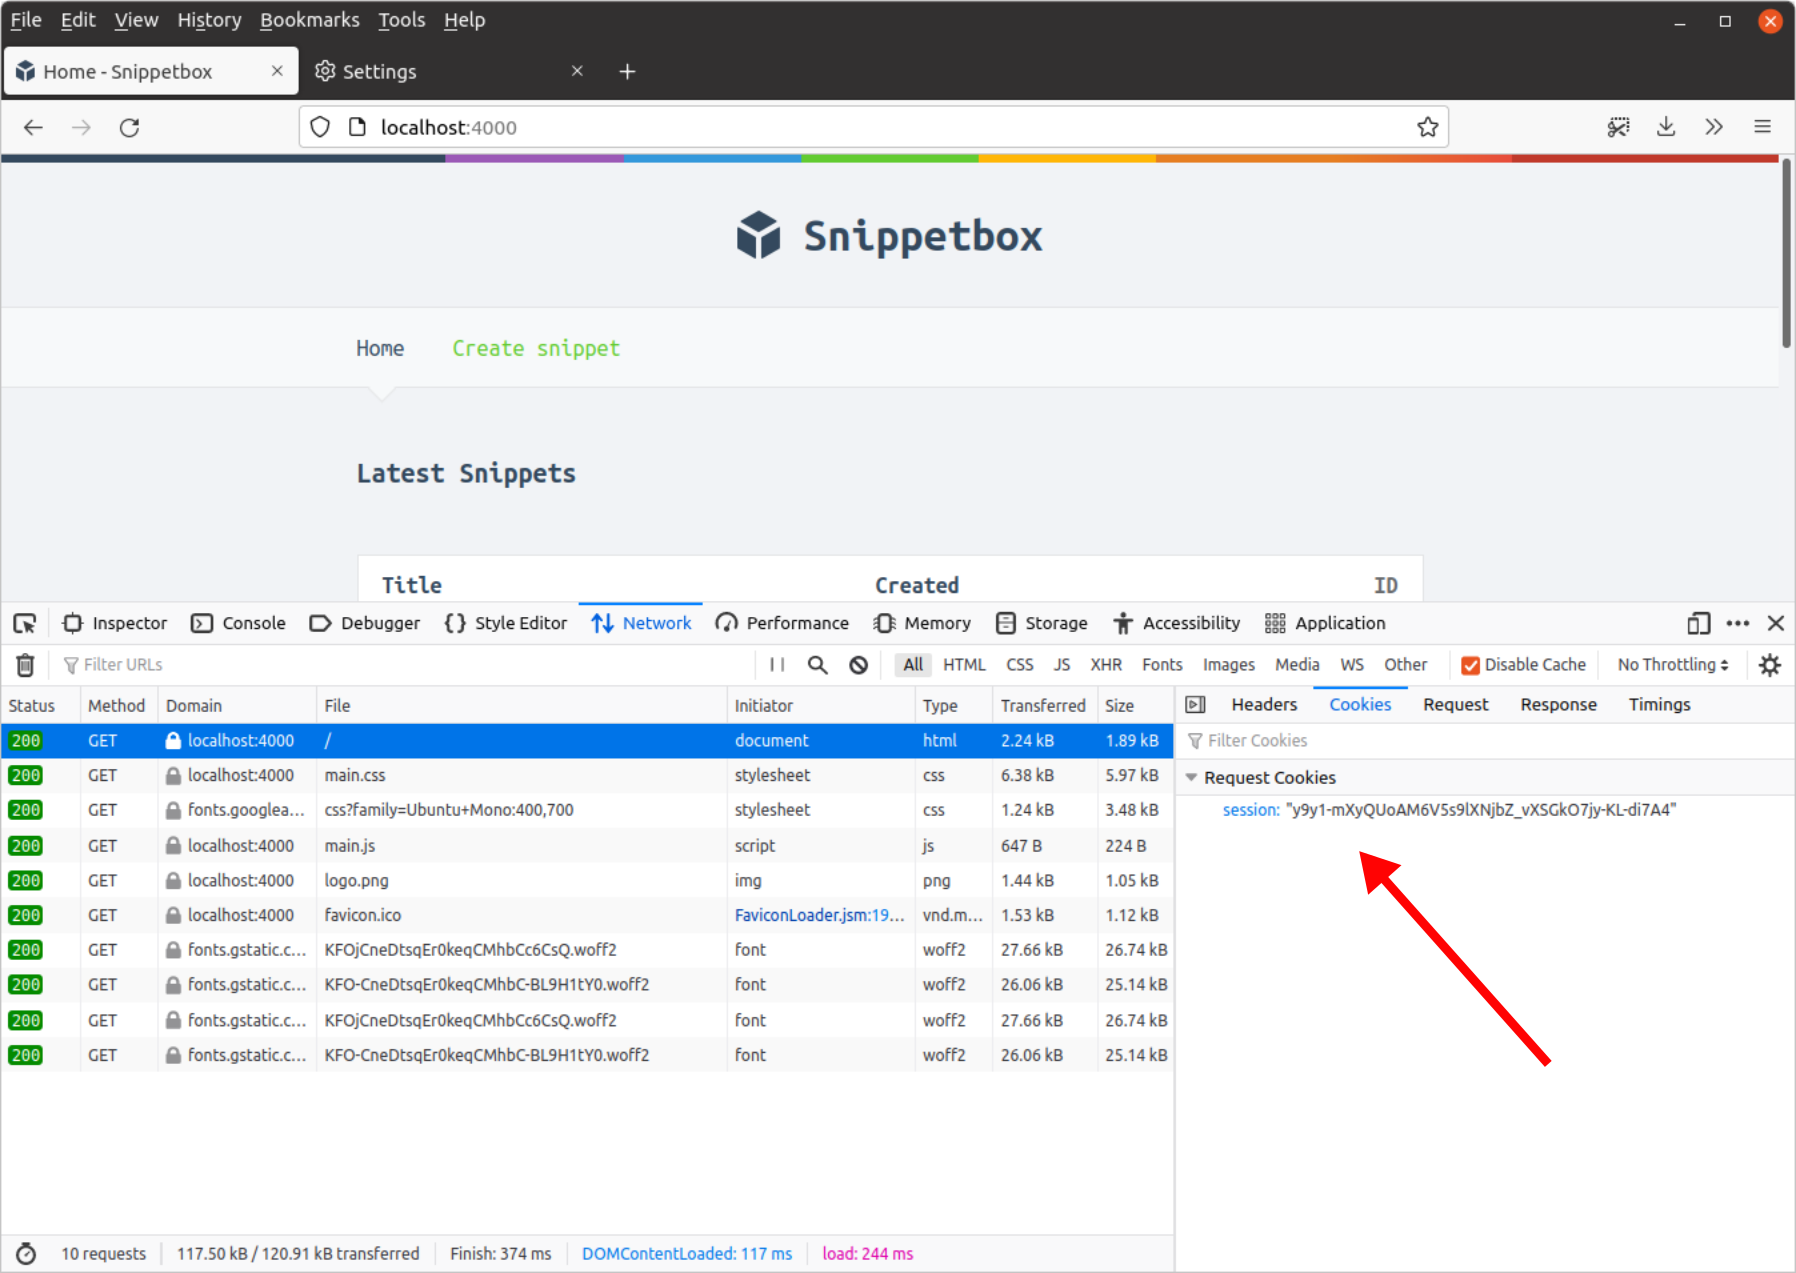 File Edit View History Bookmarks Tools Help
Home - Snippetbox Settings
localhost:4000
Snippetbox
Home Create snippet
Latest Snippets
Title Created ID
Inspector Console Debugger Style Editor Network Performance Memory Storage Accessibility Application
Filter URLs All HTML CSS JS XHR Fonts Images Media WS Other Disable Cache No Throttling
Status Method Domain File Initiator Type Transferred Size
200 GET localhost:4000 / document html 2.24 kB 1.89 kB
200 GET localhost:4000 main.css stylesheet css 6.38 kB 5.97 kB
200 GET fonts.googlea… css?family=Ubuntu+Mono:400,700 stylesheet css 1.24 kB 3.48 kB
200 GET localhost:4000 main.js script js 647 B 224 B
200 GET localhost:4000 logo.png img png 1.44 kB 1.05 kB
200 GET localhost:4000 favicon.ico FaviconLoader.jsm:19… vnd.m… 1.53 kB 1.12 kB
200 GET fonts.gstatic.c… KFOjCneDtsqEr0keqCMhbCc6CsQ.woff2 font woff2 27.66 kB 26.74 kB
200 GET fonts.gstatic.c… KFO-CneDtsqEr0keqCMhbC-BL9H1tY0.woff2 font woff2 26.06 kB 25.14 kB
200 GET fonts.gstatic.c… KFOjCneDtsqEr0keqCMhbCc6CsQ.woff2 font woff2 27.66 kB 26.74 kB
200 GET fonts.gstatic.c… KFO-CneDtsqEr0keqCMhbC-BL9H1tY0.woff2 font woff2 26.06 kB 25.14 kB
Headers Cookies Request Response Timings
Filter Cookies
Request Cookies
session: "y9y1-mXyQUoAM6V5s9lXNjbZ_vXSGkO7jy-KL-di7A4"
10 requests 117.50 kB / 120.91 kB transferred Finish: 374 ms DOMContentLoaded: 117 ms load: 244 ms